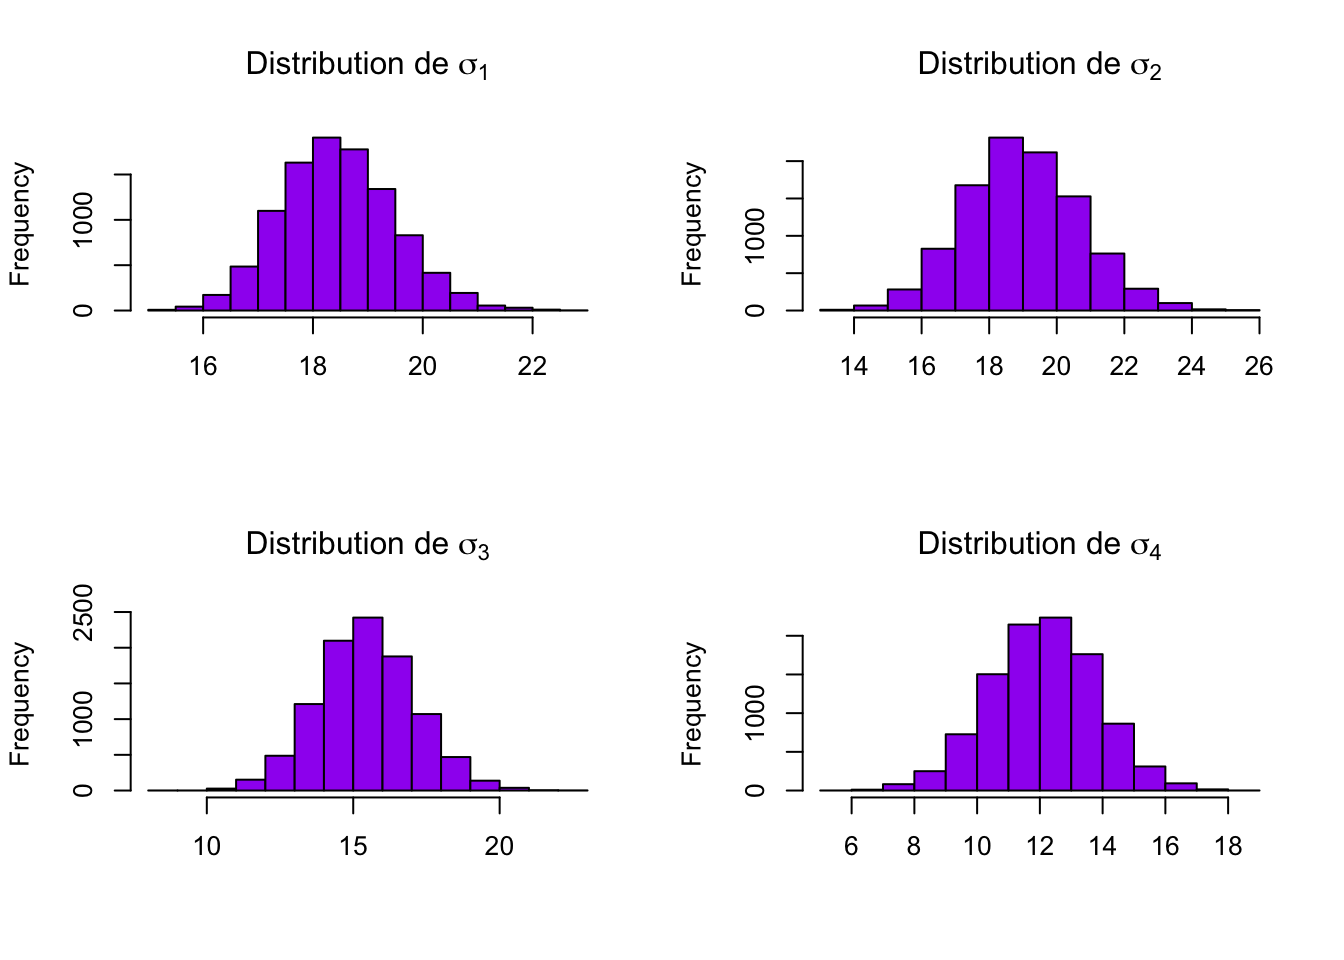 Distribution de σ1
Frequency
0 1000
16 18 20 22
Distribution de σ2
Frequency
0 1000
14 16 18 20 22 24 26
Distribution de σ3
Frequency
0 1000 2500
10 15 20
Distribution de σ4
Frequency
0 1000
6 8 10 12 14 16 18